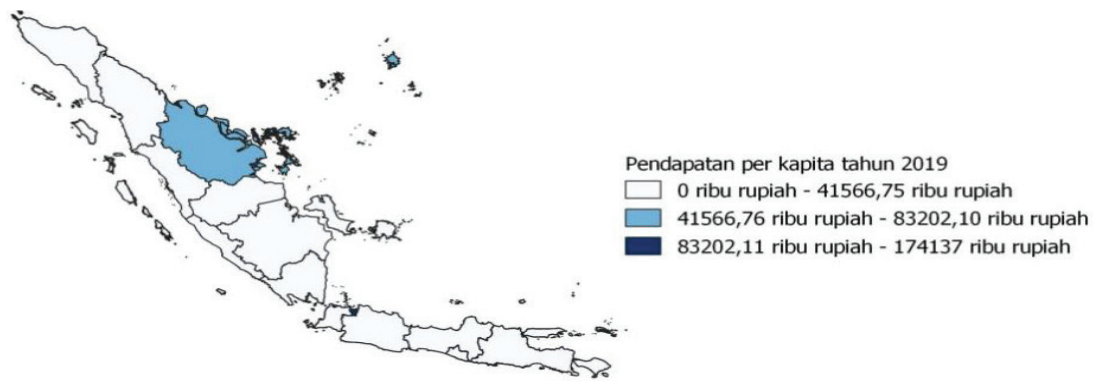 Pendapatan per kapita tahun 2019
0 ribu rupiah - 41566,75 ribu rupiah
41566,76 ribu rupiah - 83202,10 ribu rupiah
83202,11 ribu rupiah - 174137 ribu rupiah